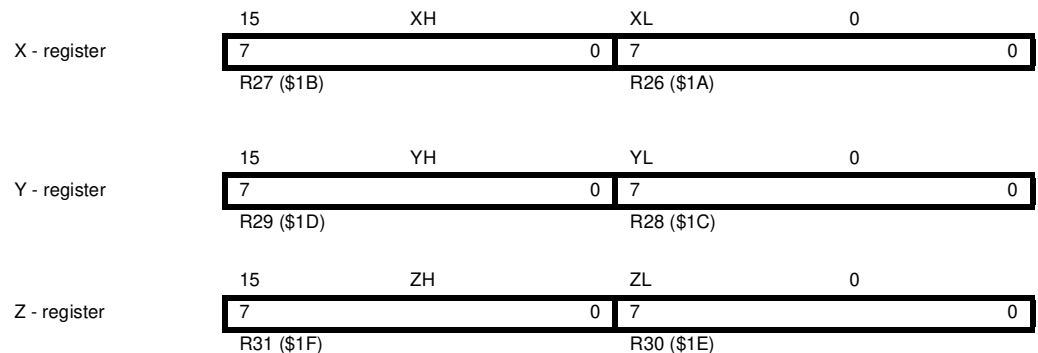 15 XH XL 0
X - register 7 0 7 0
R27 ($1B) R26 ($1A)
15 YH YL 0
Y - register 7 0 7 0
R29 ($1D) R28 ($1C)
15 ZH ZL 0
Z - register 7 0 7 0
R31 ($1F) R30 ($1E)